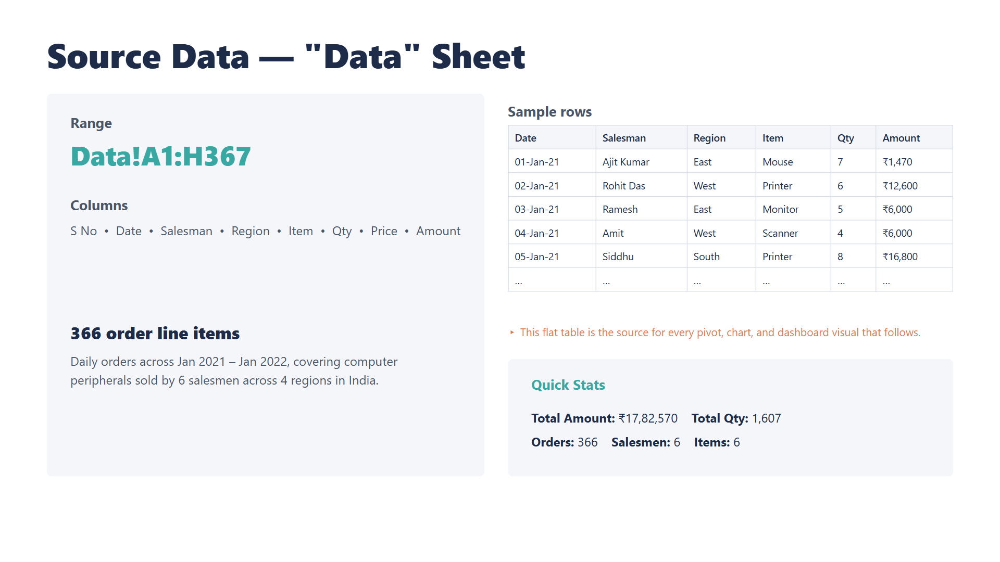 Source Data — "Data" Sheet
Range
Data!A1:H367
Columns
S No • Date • Salesman • Region • Item • Qty • Price • Amount
366 order line items
Daily orders across Jan 2021 – Jan 2022, covering computer
peripherals sold by 6 salesmen across 4 regions in India.
Sample rows
Date Salesman Region Item Qty Amount
01-Jan-21 Ajit Kumar East Mouse 7 ₹1,470
02-Jan-21 Rohit Das West Printer 6 ₹12,600
03-Jan-21 Ramesh East Monitor 5 ₹6,000
04-Jan-21 Amit West Scanner 4 ₹6,000
05-Jan-21 Siddhu South Printer 8 ₹16,800
... ... ... ... ... ...
‣ This flat table is the source for every pivot, chart, and dashboard visual that follows.
Quick Stats
Total Amount: ₹17,82,570 Total Qty: 1,607
Orders: 366 Salesmen: 6 Items: 6